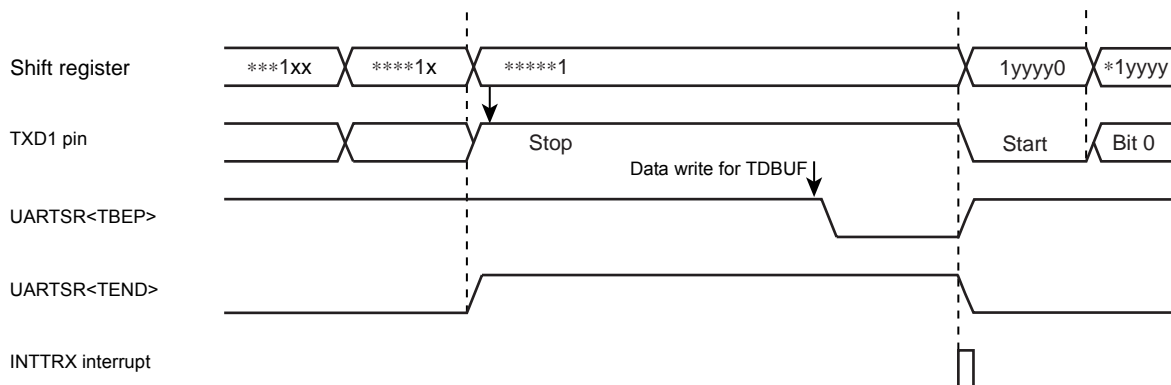 Shift register ***1xx ****1x *****1 1yyyy0 *1yyyy
TXD1 pin Stop Start Bit 0
Data write for TDBUF
UARTSR<TBEP>
UARTSR<TEND>
INTTRX interrupt